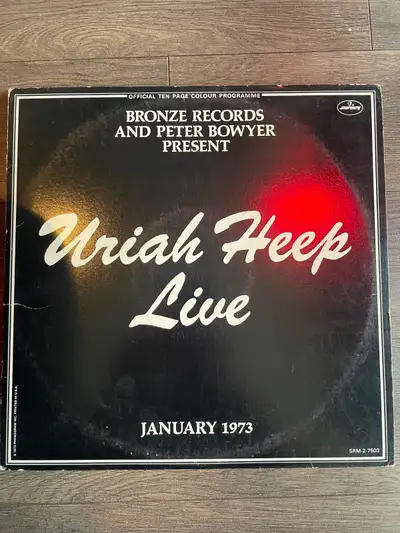 OFFICIAL TEN PAGE COLOUR PROGRAMME
BRONZE RECORDS
AND PETER BOWYER
PRESENT
Uriah Heep
Live
JANUARY 1973
SRM-2-7503